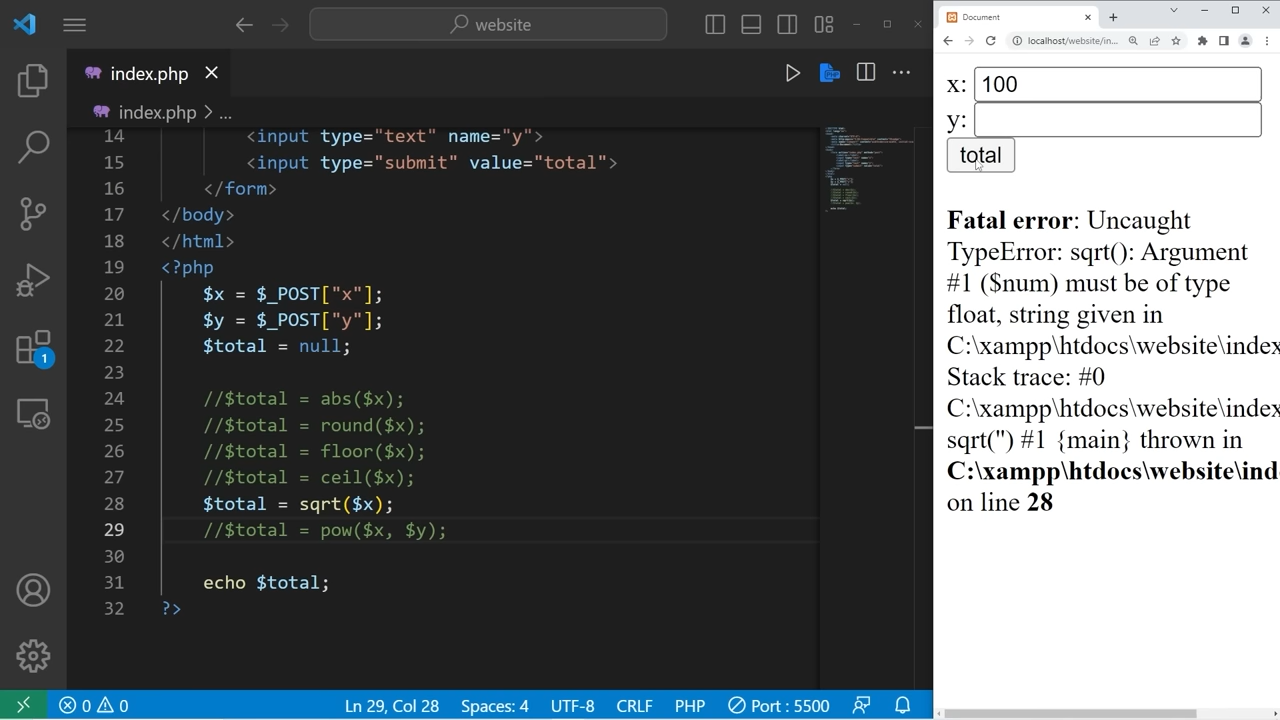 website
index.php
index.php > ...
14 <input type="text" name="y">
15 <input type="submit" value="total">
16 </form>
17 </body>
18 </html>
19 <?php
20 $x = $_POST["x"];
21 $y = $_POST["y"];
22 $total = null;
23
24 //$total = abs($x);
25 //$total = round($x);
26 //$total = floor($x);
27 //$total = ceil($x);
28 $total = sqrt($x);
29 //$total = pow($x, $y);
30
31 echo $total;
32 ?>
1
0 0 Ln 29, Col 28 Spaces: 4 UTF-8 CRLF PHP Port : 5500
Document
localhost/website/in...
x: 100
y:
total
Fatal error: Uncaught
TypeError: sqrt(): Argument
#1 ($num) must be of type
float, string given in
C:\xampp\htdocs\website\index
Stack trace: #0
C:\xampp\htdocs\website\index
sqrt('') #1 {main} thrown in
C:\xampp\htdocs\website\ind
on line 28